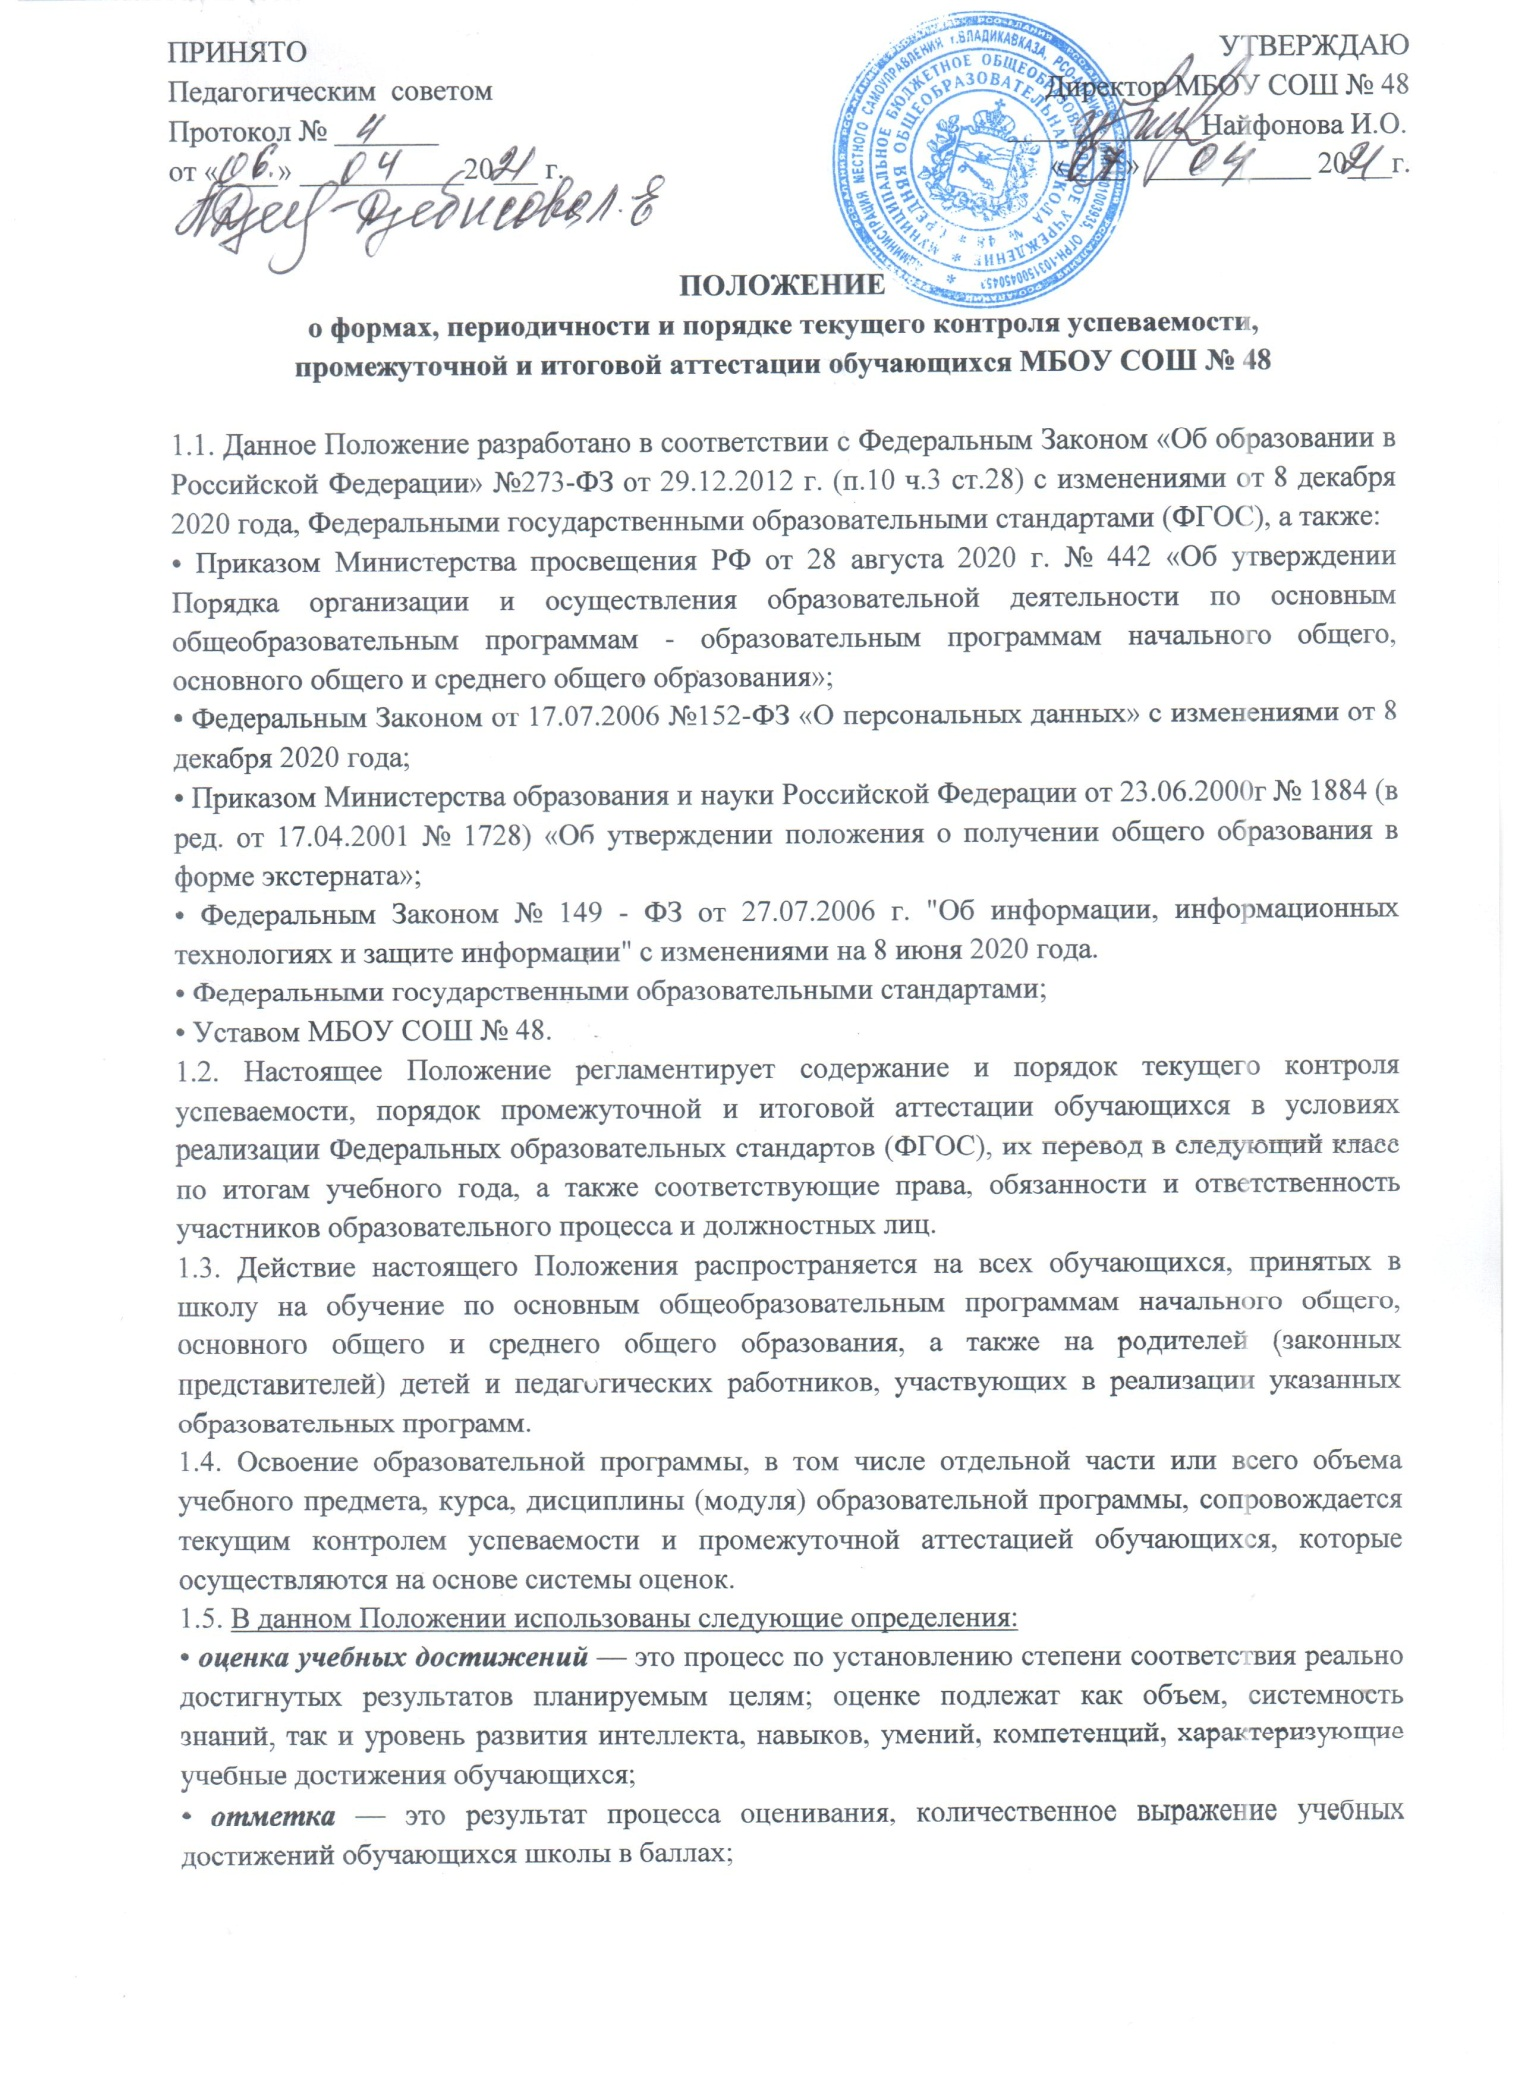 ПРИНЯТО
Педагогическим советом
Протокол № 4
от «06.» 04 2021 г.
УТВЕРЖДАЮ
Директор МБОУ СОШ № 48
Найфонова И.О.
«07» 04 2021 г.
ПОЛОЖЕНИЕ
о формах, периодичности и порядке текущего контроля успеваемости,
промежуточной и итоговой аттестации обучающихся МБОУ СОШ № 48
1.1. Данное Положение разработано в соответствии с Федеральным Законом «Об образовании в
Российской Федерации» №273-ФЗ от 29.12.2012 г. (п.10 ч.3 ст.28) с изменениями от 8 декабря
2020 года, Федеральными государственными образовательными стандартами (ФГОС), а также:
• Приказом Министерства просвещения РФ от 28 августа 2020 г. № 442 «Об утверждении
Порядка организации и осуществления образовательной деятельности по основным
общеобразовательным программам - образовательным программам начального общего,
основного общего и среднего общего образования»;
• Федеральным Законом от 17.07.2006 №152-ФЗ «О персональных данных» с изменениями от 8
декабря 2020 года;
• Приказом Министерства образования и науки Российской Федерации от 23.06.2000г № 1884 (в
ред. от 17.04.2001 № 1728) «Об утверждении положения о получении общего образования в
форме экстерната»;
• Федеральным Законом № 149 - ФЗ от 27.07.2006 г. "Об информации, информационных
технологиях и защите информации" с изменениями на 8 июня 2020 года.
• Федеральными государственными образовательными стандартами;
• Уставом МБОУ СОШ № 48.
1.2. Настоящее Положение регламентирует содержание и порядок текущего контроля
успеваемости, порядок промежуточной и итоговой аттестации обучающихся в условиях
реализации Федеральных образовательных стандартов (ФГОС), их перевод в следующий класс
по итогам учебного года, а также соответствующие права, обязанности и ответственность
участников образовательного процесса и должностных лиц.
1.3. Действие настоящего Положения распространяется на всех обучающихся, принятых в
школу на обучение по основным общеобразовательным программам начального общего,
основного общего и среднего общего образования, а также на родителей (законных
представителей) детей и педагогических работников, участвующих в реализации указанных
образовательных программ.
1.4. Освоение образовательной программы, в том числе отдельной части или всего объема
учебного предмета, курса, дисциплины (модуля) образовательной программы, сопровождается
текущим контролем успеваемости и промежуточной аттестацией обучающихся, которые
осуществляются на основе системы оценок.
1.5. В данном Положении использованы следующие определения:
• оценка учебных достижений — это процесс по установлению степени соответствия реально
достигнутых результатов планируемым целям; оценке подлежат как объем, системность
знаний, так и уровень развития интеллекта, навыков, умений, компетенций, характеризующие
учебные достижения обучающихся;
• отметка — это результат процесса оценивания, количественное выражение учебных
достижений обучающихся школы в баллах;